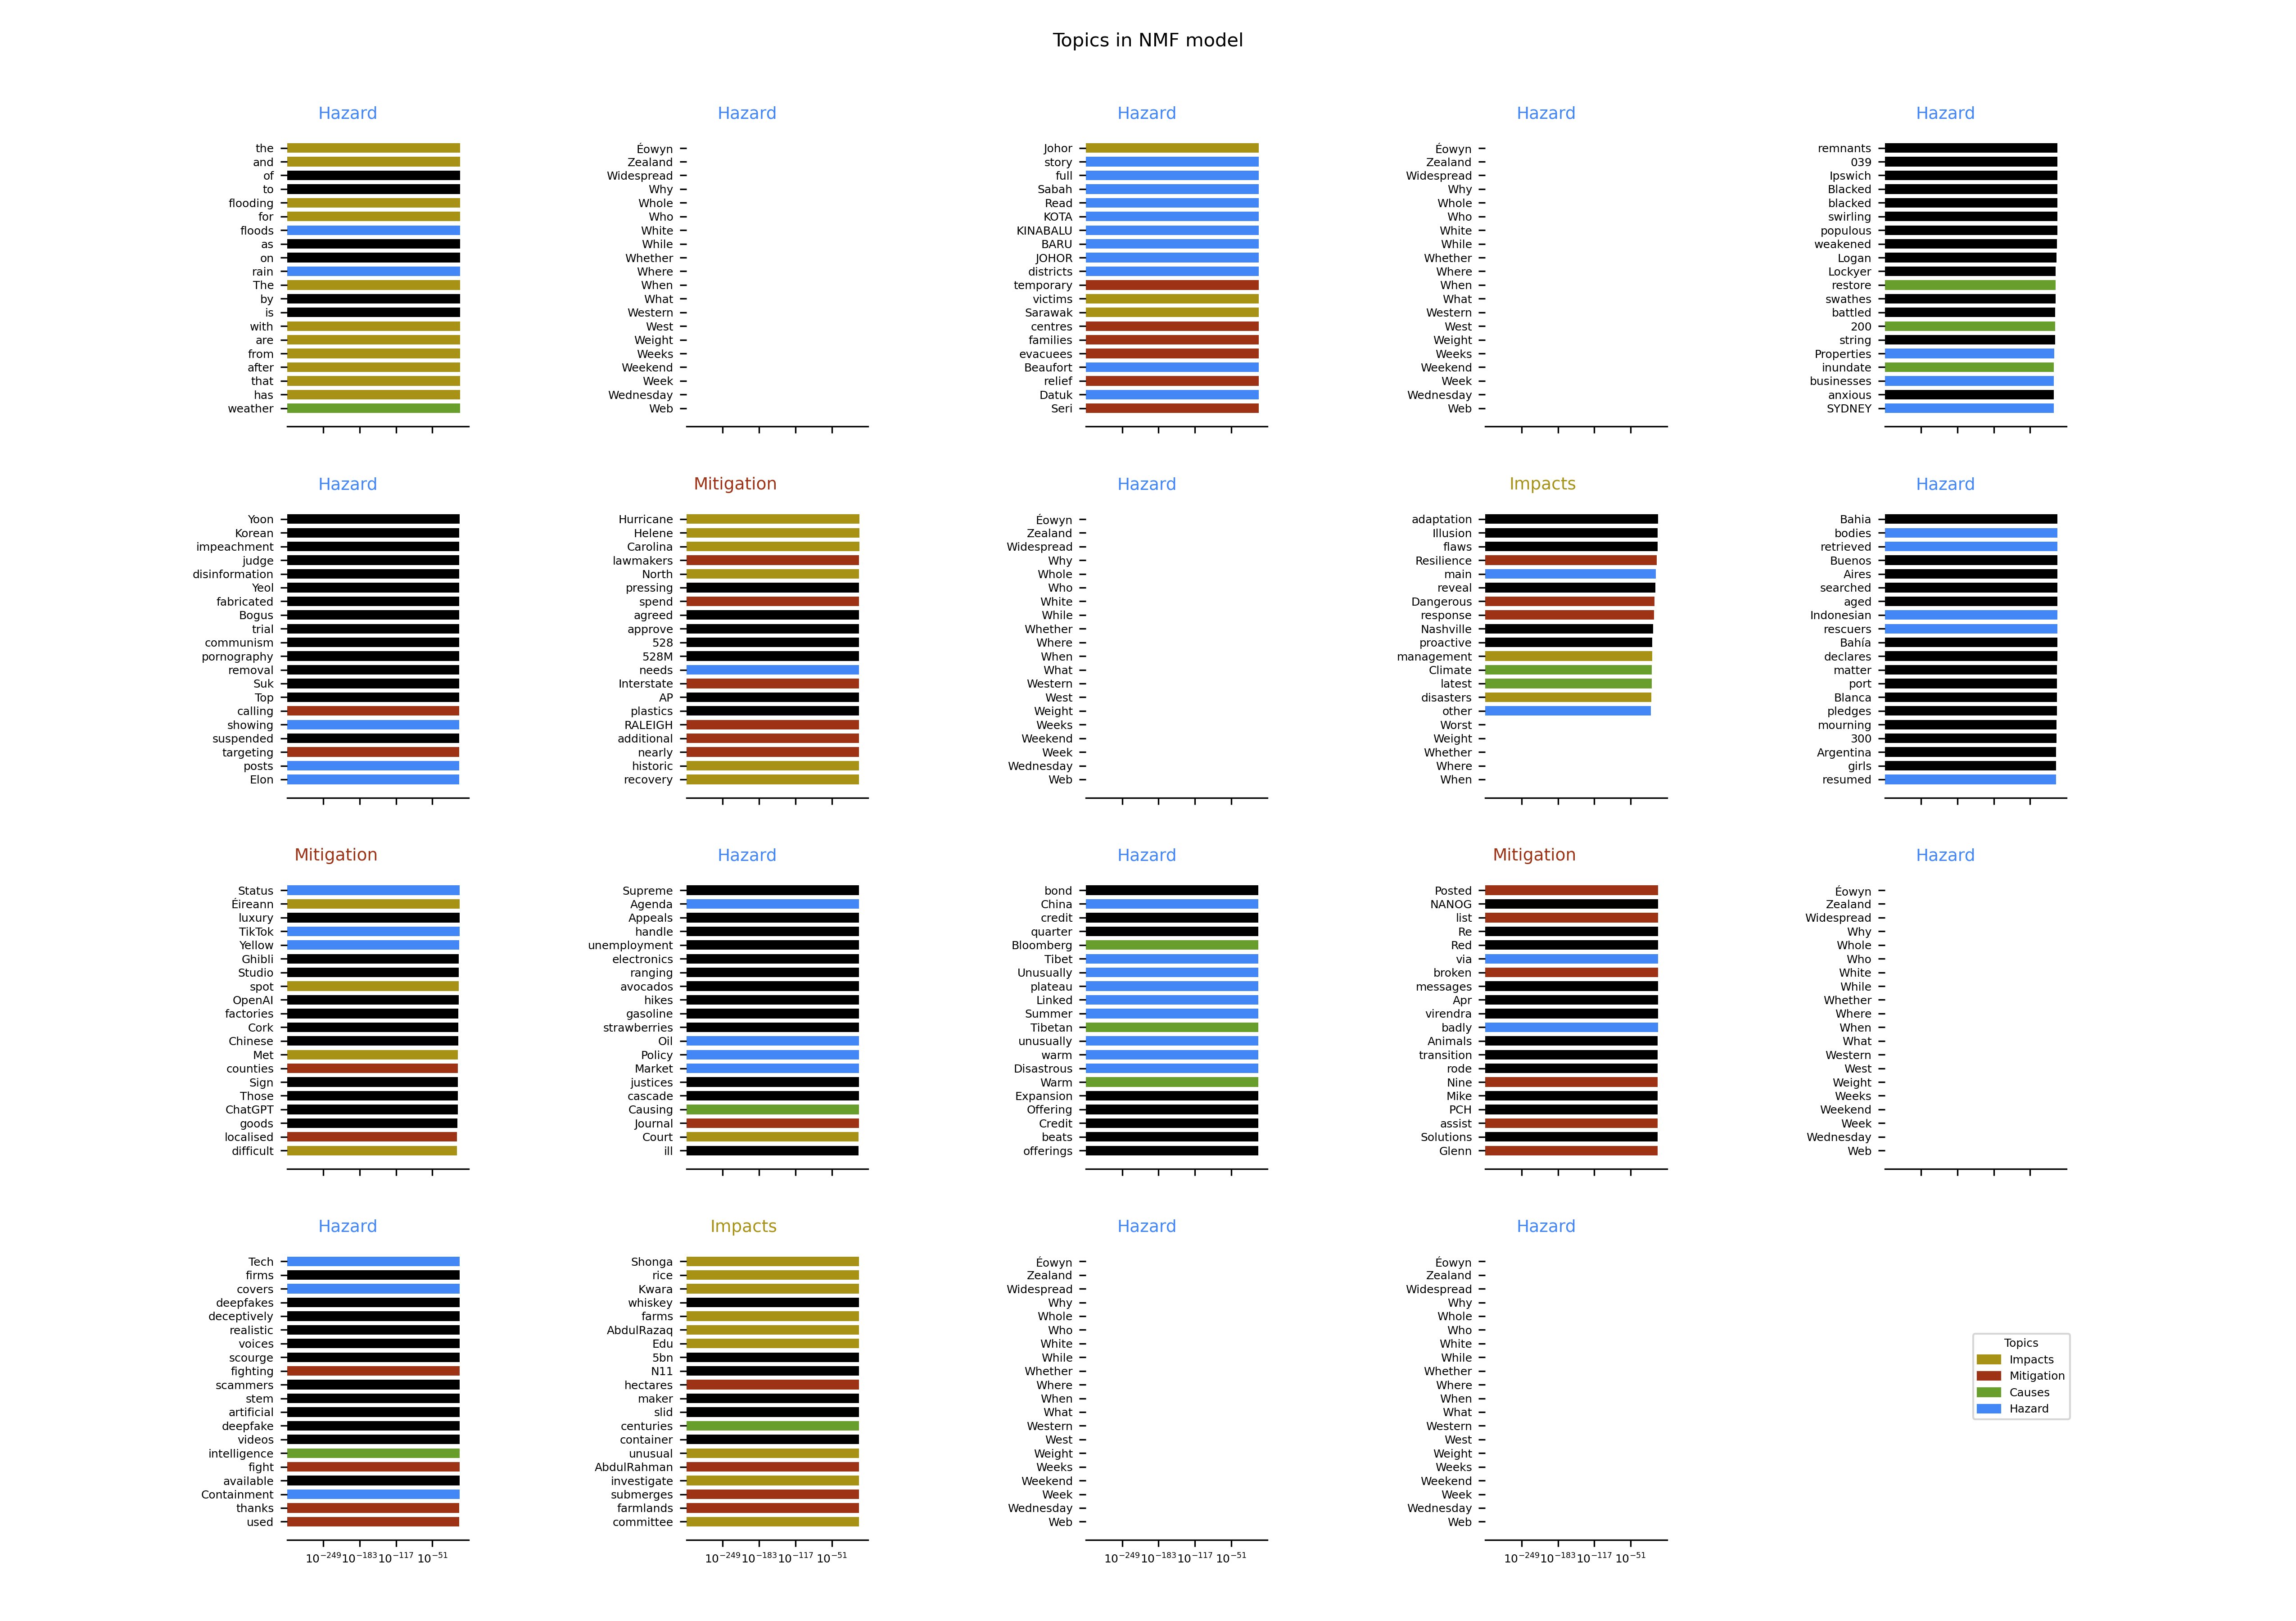 Topics in NMF model
Hazard
the
and
of
to
flooding
for
floods
as
on
rain
The
by
is
with
are
from
after
that
has
weather
Hazard
Éowyn
Zealand
Widespread
Why
Whole
Who
White
While
Whether
Where
When
What
Western
West
Weight
Weeks
Weekend
Week
Wednesday
Web
Hazard
Johor
story
full
Sabah
Read
KOTA
KINABALU
BARU
JOHOR
districts
temporary
victims
Sarawak
centres
families
evacuees
Beaufort
relief
Datuk
Seri
Hazard
Éowyn
Zealand
Widespread
Why
Whole
Who
White
While
Whether
Where
When
What
Western
West
Weight
Weeks
Weekend
Week
Wednesday
Web
Hazard
remnants
039
Ipswich
Blacked
blacked
swirling
populous
weakened
Logan
Lockyer
restore
swathes
battled
200
string
Properties
inundate
businesses
anxious
SYDNEY
Hazard
Yoon
Korean
impeachment
judge
disinformation
Yeol
fabricated
Bogus
trial
communism
pornography
removal
Suk
Top
calling
showing
suspended
targeting
posts
Elon
Mitigation
Hurricane
Helene
Carolina
lawmakers
North
pressing
spend
agreed
approve
528
528M
needs
Interstate
AP
plastics
RALEIGH
additional
nearly
historic
recovery
Hazard
Éowyn
Zealand
Widespread
Why
Whole
Who
White
While
Whether
Where
When
What
Western
West
Weight
Weeks
Weekend
Week
Wednesday
Web
Impacts
adaptation
Illusion
flaws
Resilience
main
reveal
Dangerous
response
Nashville
proactive
management
Climate
latest
disasters
other
Worst
Weight
Whether
Where
When
Hazard
Bahia
bodies
retrieved
Buenos
Aires
searched
aged
Indonesian
rescuers
Bahía
declares
matter
port
Blanca
pledges
mourning
300
Argentina
girls
resumed
Mitigation
Status
Éireann
luxury
TikTok
Yellow
Ghibli
Studio
spot
OpenAI
factories
Cork
Chinese
Met
counties
Sign
Those
ChatGPT
goods
localised
difficult
Hazard
Supreme
Agenda
Appeals
handle
unemployment
electronics
ranging
avocados
hikes
gasoline
strawberries
Oil
Policy
Market
justices
cascade
Causing
Journal
Court
ill
Hazard
bond
China
credit
quarter
Bloomberg
Tibet
Unusually
plateau
Linked
Summer
Tibetan
unusually
warm
Disastrous
Warm
Expansion
Offering
Credit
beats
offerings
Mitigation
Posted
NANOG
list
Re
Red
via
broken
messages
Apr
virendra
badly
Animals
transition
rode
Nine
Mike
PCH
assist
Solutions
Glenn
Hazard
Éowyn
Zealand
Widespread
Why
Whole
Who
White
While
Whether
Where
When
What
Western
West
Weight
Weeks
Weekend
Week
Wednesday
Web
Hazard
Tech
firms
covers
deepfakes
deceptively
realistic
voices
scourge
fighting
scammers
stem
artificial
deepfake
videos
intelligence
fight
available
Containment
thanks
used
10⁻²⁴⁹ 10⁻¹⁸³ 10⁻¹¹⁷ 10⁻⁵¹
Impacts
Shonga
rice
Kwara
whiskey
farms
AbdulRazaq
Edu
5bn
N11
hectares
maker
slid
centuries
container
unusual
AbdulRahman
investigate
submerges
farmlands
committee
10⁻²⁴⁹ 10⁻¹⁸³ 10⁻¹¹⁷ 10⁻⁵¹
Hazard
Éowyn
Zealand
Widespread
Why
Whole
Who
White
While
Whether
Where
When
What
Western
West
Weight
Weeks
Weekend
Week
Wednesday
Web
10⁻²⁴⁹ 10⁻¹⁸³ 10⁻¹¹⁷ 10⁻⁵¹
Hazard
Éowyn
Zealand
Widespread
Why
Whole
Who
White
While
Whether
Where
When
What
Western
West
Weight
Weeks
Weekend
Week
Wednesday
Web
10⁻²⁴⁹ 10⁻¹⁸³ 10⁻¹¹⁷ 10⁻⁵¹
Topics
Impacts
Mitigation
Causes
Hazard